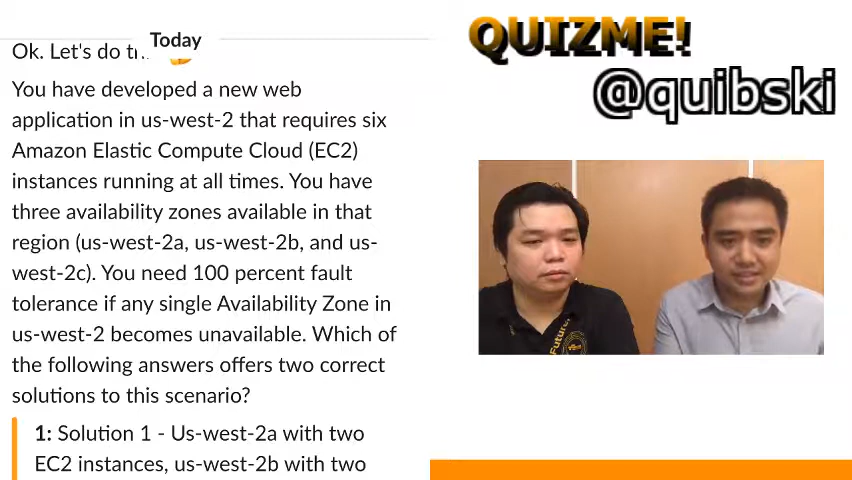 Today
Ok. Let's do
You have developed a new web
application in us-west-2 that requires six
Amazon Elastic Compute Cloud (EC2)
instances running at all times. You have
three availability zones available in that
region (us-west-2a, us-west-2b, and us-
west-2c). You need 100 percent fault
tolerance if any single Availability Zone in
us-west-2 becomes unavailable. Which of
the following answers offers two correct
solutions to this scenario?
1: Solution 1 - Us-west-2a with two
EC2 instances, us-west-2b with two
QUIZME!
@quibski
Future